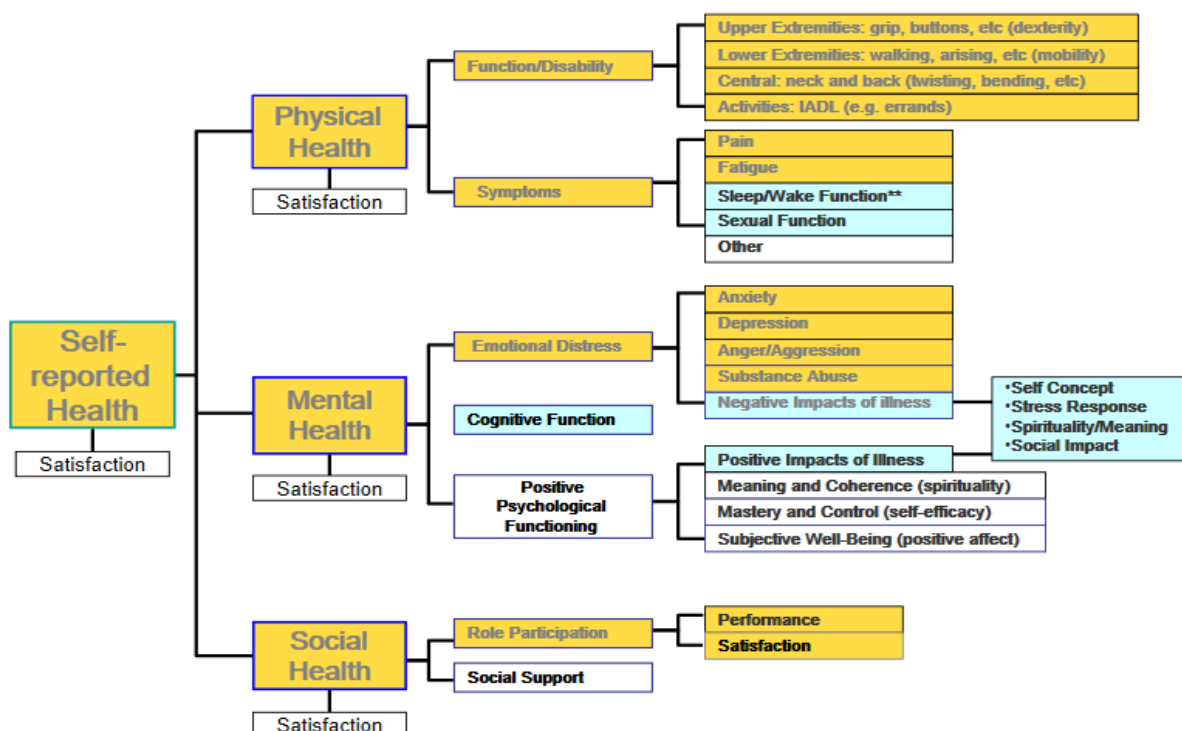 Self-
reported
Health
Satisfaction
Physical
Health
Satisfaction
Function/Disability
Upper Extremities: grip, buttons, etc (dexterity)
Lower Extremities: walking, arising, etc (mobility)
Central: neck and back (twisting, bending, etc)
Activities: IADL (e.g. errands)
Symptoms
Pain
Fatigue
Sleep/Wake Function**
Sexual Function
Other
Mental
Health
Satisfaction
Emotional Distress
Anxiety
Depression
Anger/Aggression
Substance Abuse
Negative Impacts of illness
•Self Concept
•Stress Response
•Spirituality/Meaning
•Social Impact
Cognitive Function
Positive
Psychological
Functioning
Positive Impacts of Illness
Meaning and Coherence (spirituality)
Mastery and Control (self-efficacy)
Subjective Well-Being (positive affect)
Social
Health
Satisfaction
Role Participation
Performance
Satisfaction
Social Support